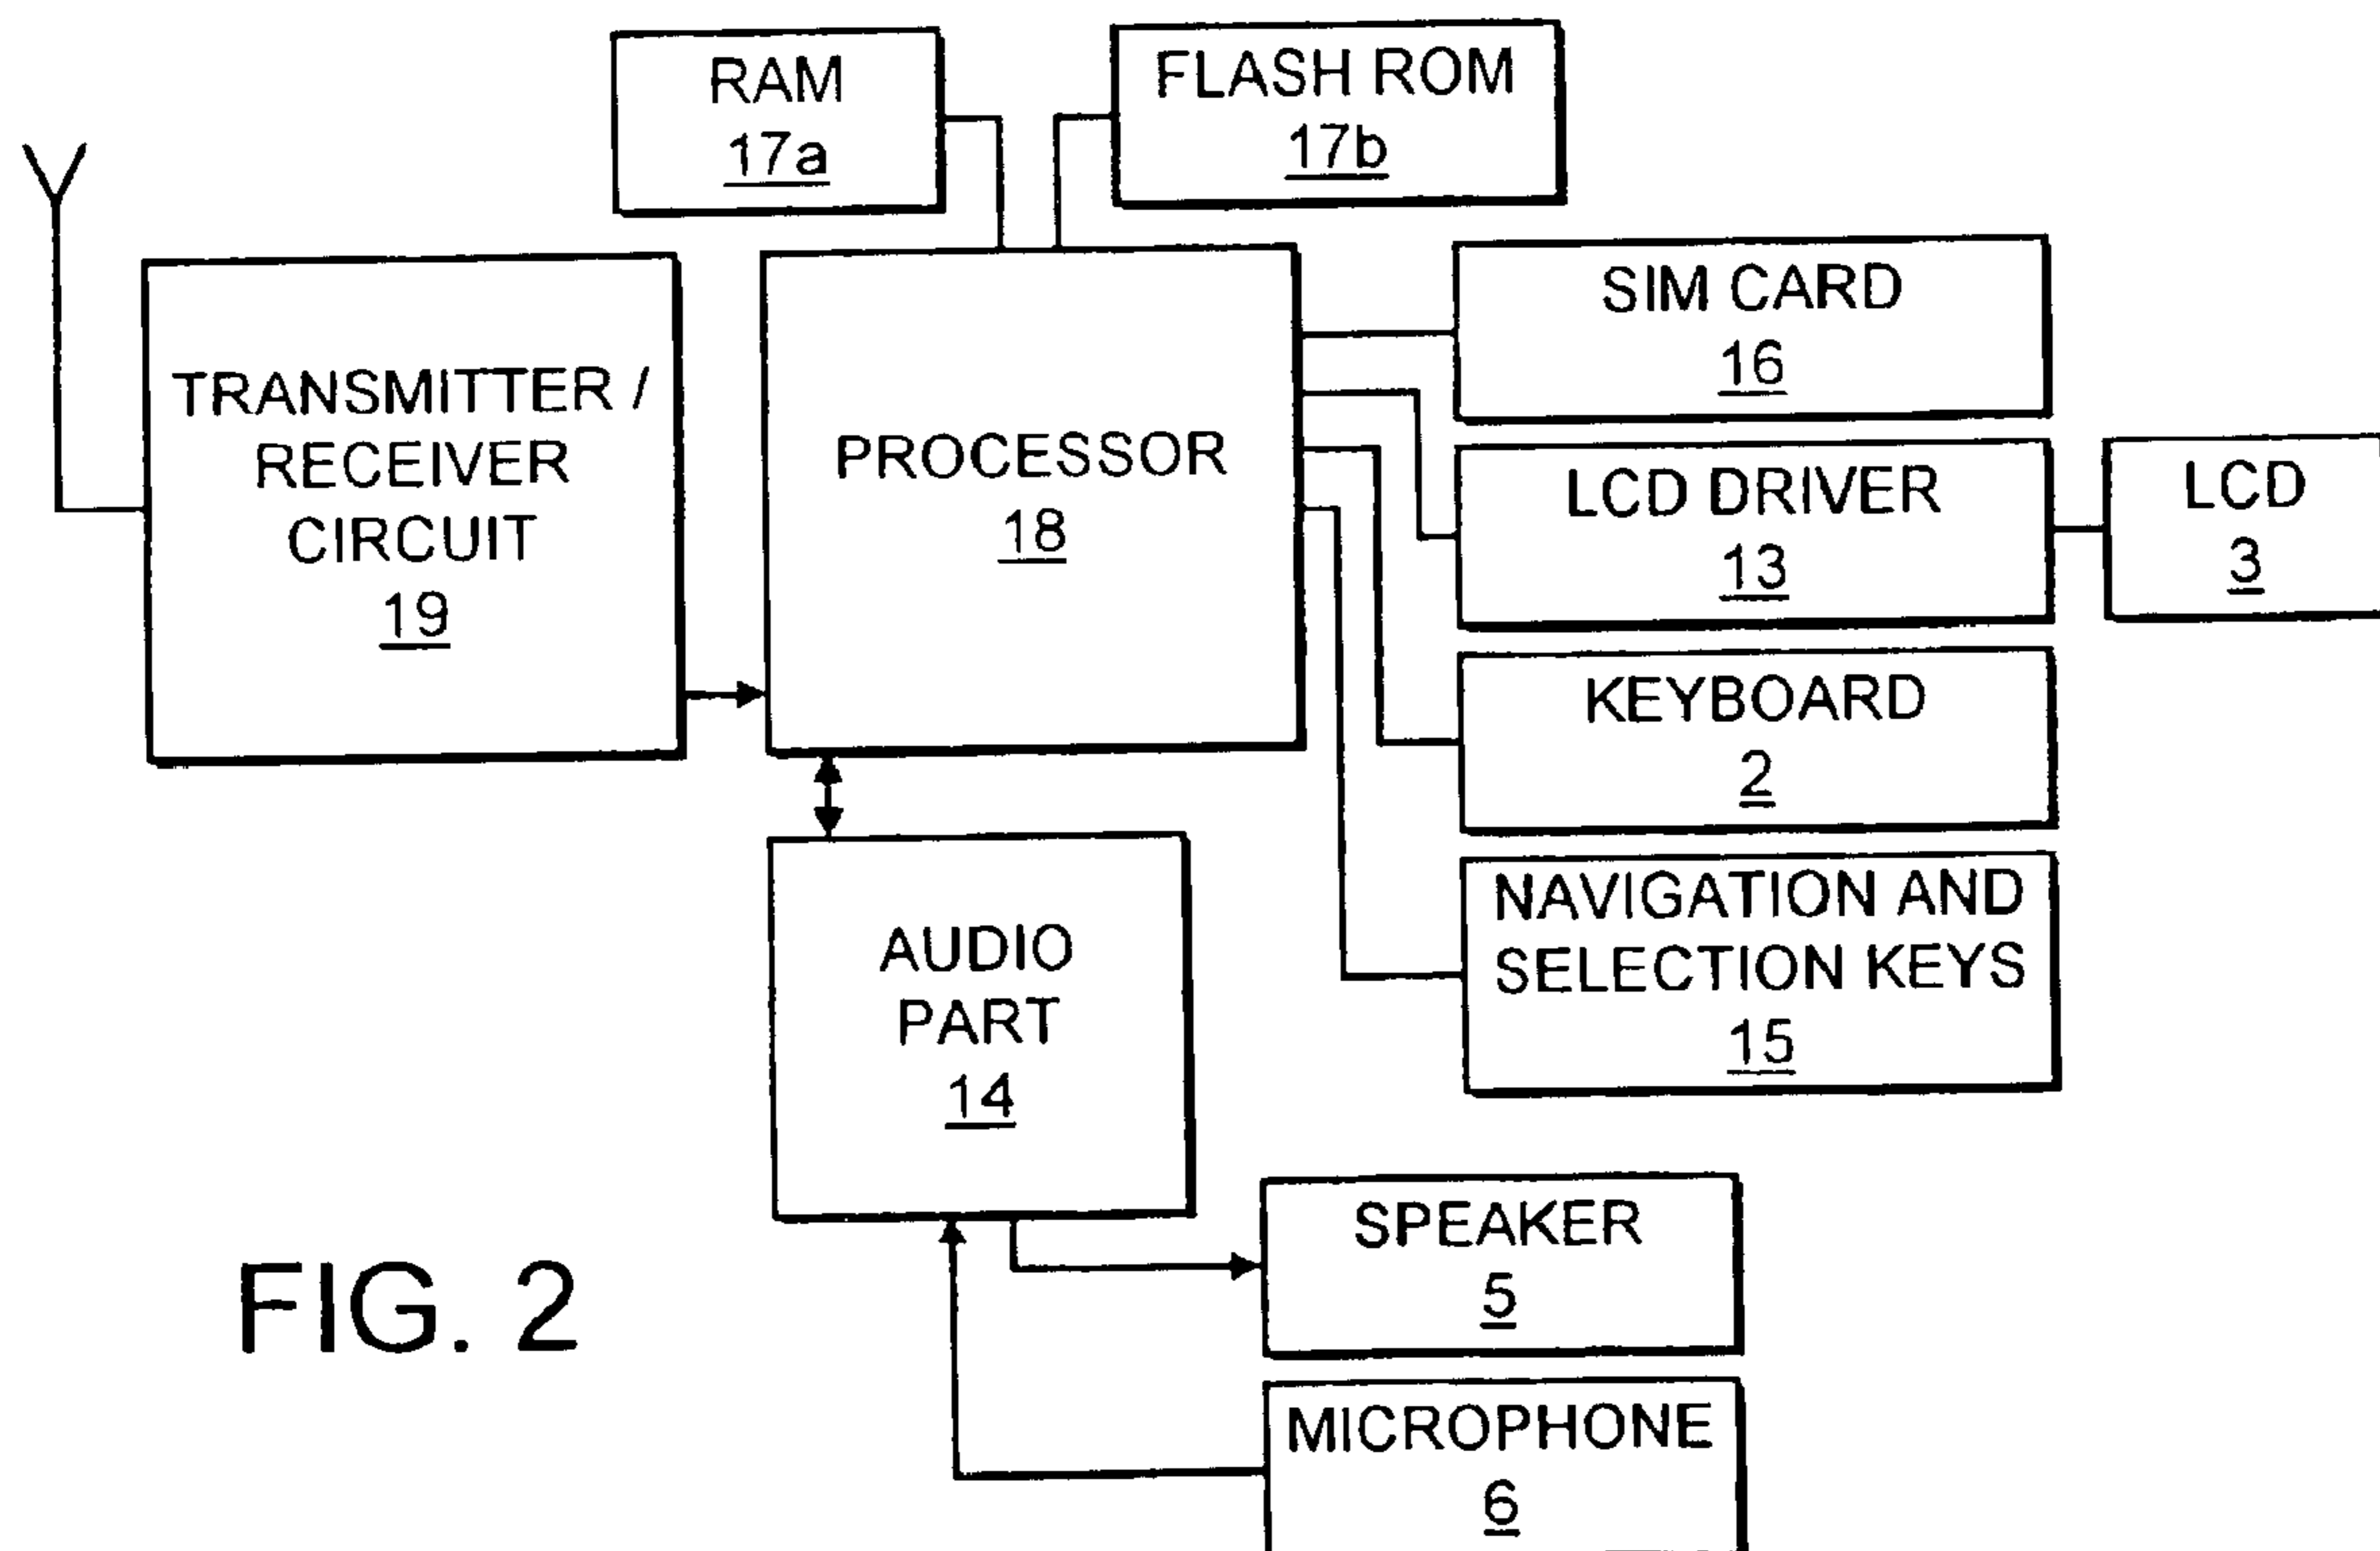 RAM
17a
FLASH ROM
17b
TRANSMITTER /
RECEIVER
CIRCUIT
19
PROCESSOR
18
SIM CARD
16
LCD DRIVER
13
LCD
3
KEYBOARD
2
NAVIGATION AND
SELECTION KEYS
15
AUDIO
PART
14
SPEAKER
5
MICROPHONE
6
FIG. 2